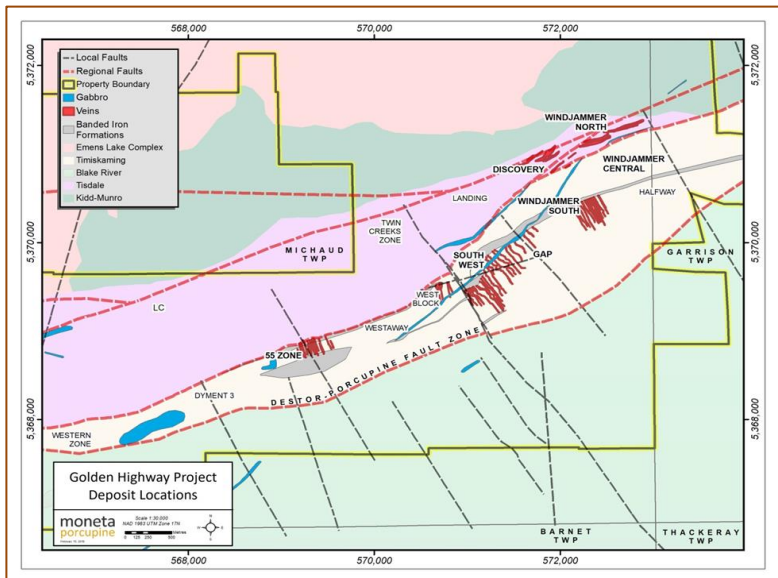 568,000
570,000
572,000
5,372,000
5,372,000
Local Faults
Regional Faults
Property Boundary
Gabbro
Veins
Banded Iron
Formations
Emens Lake Complex
Timiskaming
Blake River
Tisdale
Kidd-Munro
WINDJAMMER
NORTH
DISCOVERY
WINDJAMMER
CENTRAL
LANDING
HALFWAY
WINDJAMMER
SOUTH
TWIN
CREEKS
ZONE
MICHAUD
TWP
5,370,000
5,370,000
SOUTH
WEST
GAP
GARRISON
TWP
WEST
BLOCK
LC
WESTAWAY
55 ZONE
DESTOR-PORCUPINE FAULT ZONE
DYMENT 3
5,368,000
5,368,000
WESTERN
ZONE
Golden Highway Project
Deposit Locations
moneta
porcupine
Scale 1:30,000
NAD 1983 UTM Zone 17N
BARNET
TWP
THACKERAY
TWP
568,000
570,000
572,000